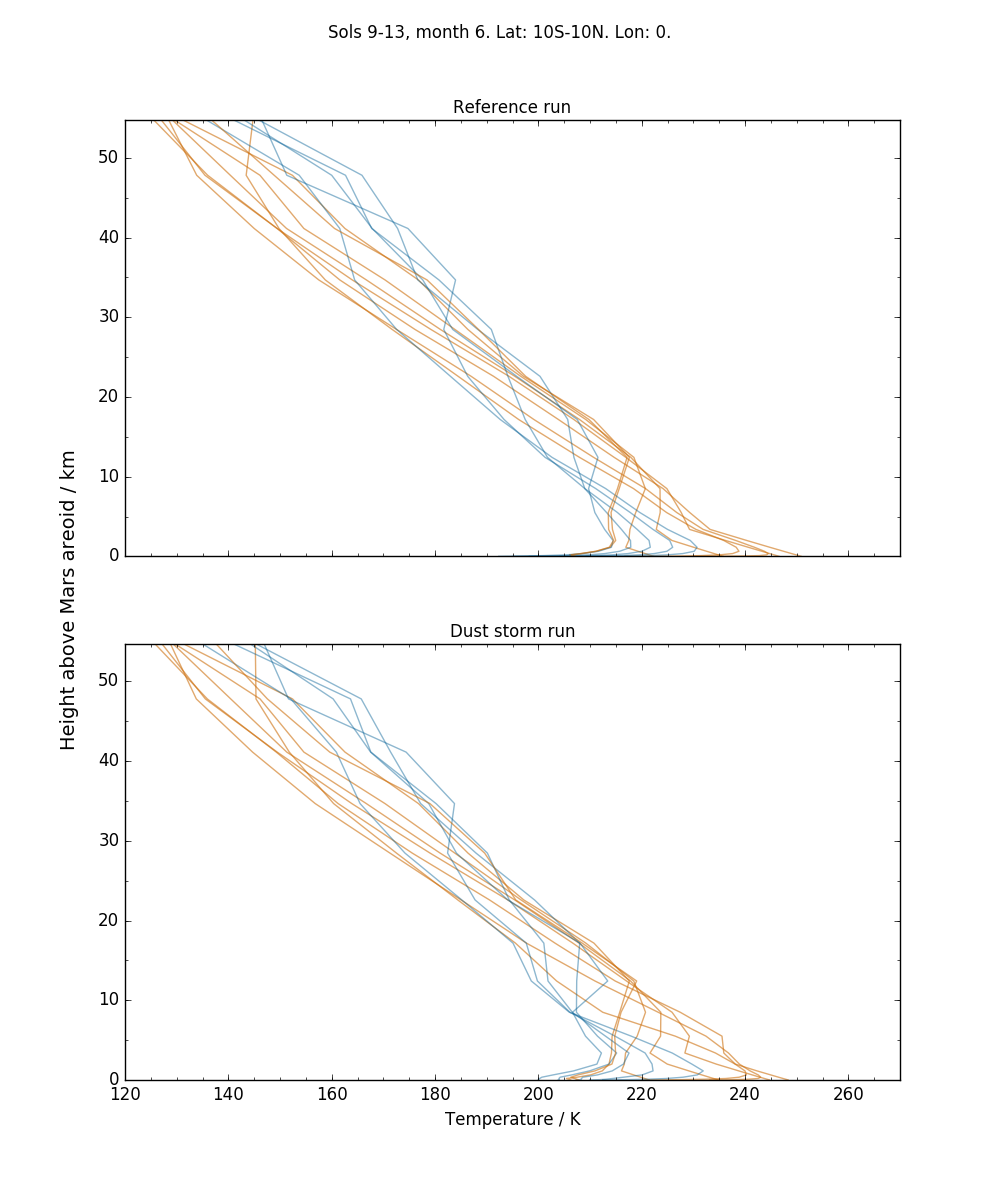 Sols 9-13, month 6. Lat: 10S-10N. Lon: 0.
Reference run
50
40
30
20
10
0
Height above Mars areoid / km
Dust storm run
50
40
30
20
10
0
120 140 160 180 200 220 240 260
Temperature / K